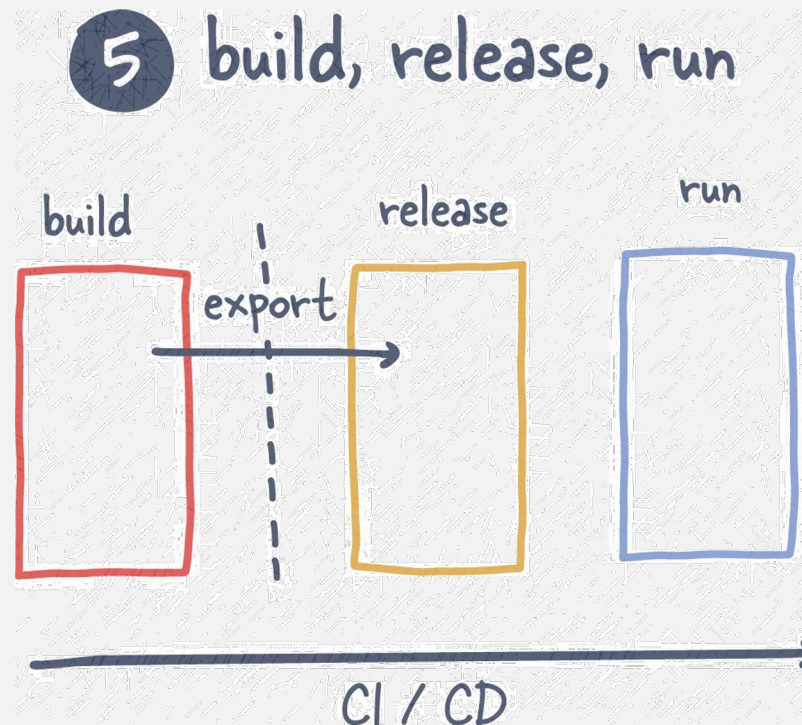 5 build, release, run
build
release
run
export
CI / CD